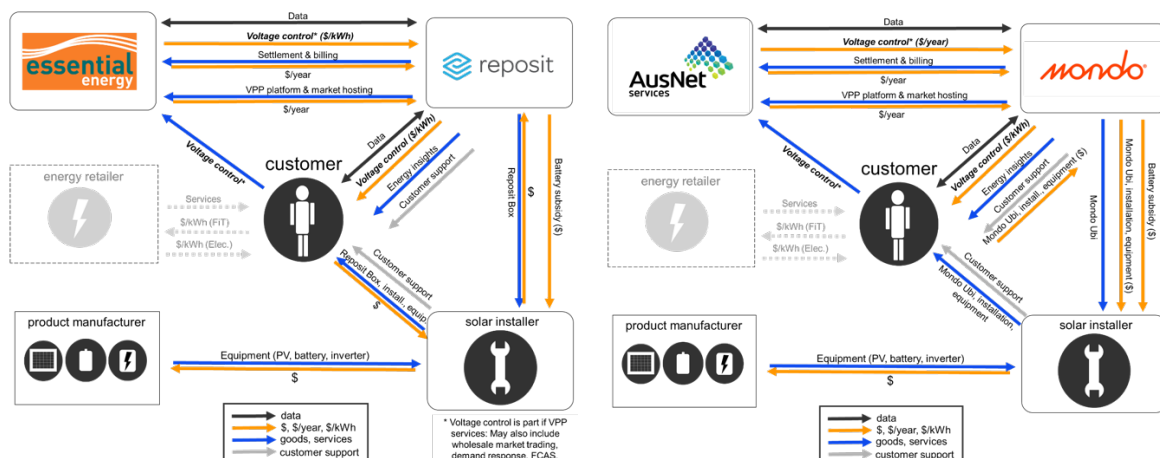 Data
Voltage control* ($/kWh)
Settlement & billing
$/year
VPP platform & market hosting
$/year
essential
energy
reposit
Voltage control*
customer
Data
Voltage control ($/kWh)
Energy insights
Customer support
Reposit Box
$
Battery subsidy ($)
energy retailer
Services
$/kWh (FiT)
$/kWh (Elec.)
Customer support
Reposit Box, install., equip
$
product manufacturer
Equipment (PV, battery, inverter)
$
solar installer
data
$, $/year, $/kWh
goods, services
customer support
* Voltage control is part if VPP
services: May also include
wholesale market trading,
demand response, FCAS
Data
Voltage control* ($/year)
Settlement & billing
$/year
VPP platform & market hosting
$/year
AusNet
services
mondo
Voltage control*
customer
Data
Voltage control ($/kWh)
Energy insights
Customer support
Mondo Ubi, install., equipment ($)
Mondo Ubi
Mondo Ubi, installation, equipment ($)
Battery subsidy ($)
energy retailer
Services
$/kWh (FiT)
$/kWh (Elec.)
Customer support
Mondo Ubi, installation,
equipment
product manufacturer
Equipment (PV, battery, inverter)
$
solar installer
data
$, $/year, $/kWh
goods, services
customer support